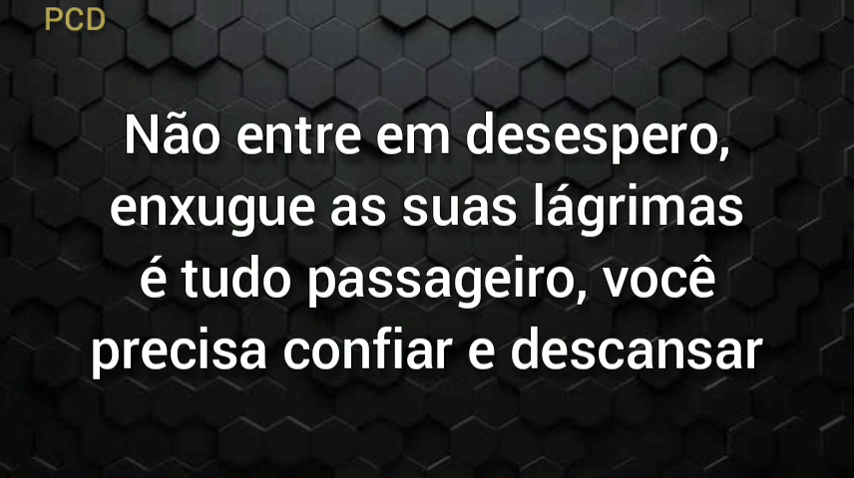 PCD
Não entre em desespero,
enxugue as suas lágrimas
é tudo passageiro, você
precisa confiar e descansar